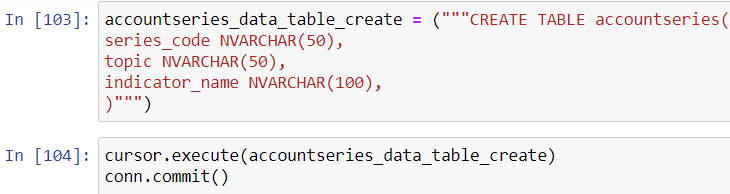 In [103]: accountseries_data_table_create = ("""CREATE TABLE accountseries(
series_code NVARCHAR(50),
topic NVARCHAR(50),
indicator_name NVARCHAR(100),
)""")
In [104]: cursor.execute(accountseries_data_table_create)
conn.commit()